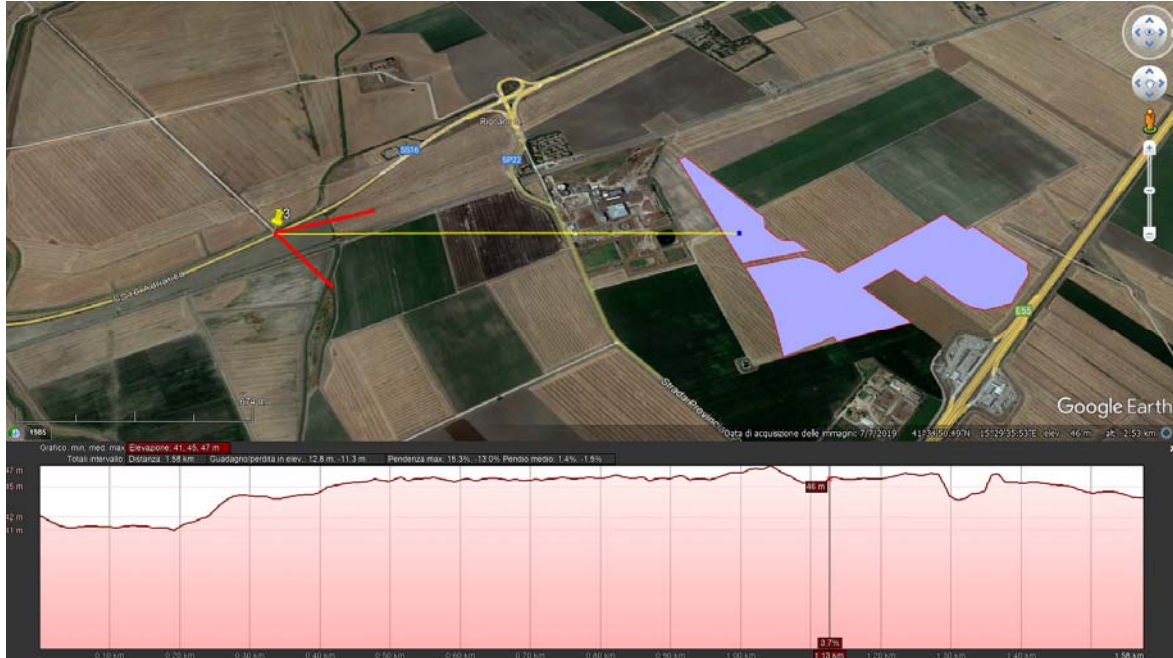 SS16
SP22
3
SS16 Adriatica
E55
Strada Provinc
674 m
Google Earth
1985
Data di acquisizione delle immagini: 7/7/2019 41°34'50.49"N 15°29'35.53"E elev 46 m alt 2.53 km
Grafico: min, med, max Elevazione: 41, 45, 47 m
Totali intervallo: Distanza: 1.58 km Guadagno/perdita in elev.: 12.8 m, -11.3 m Pendenza max: 15.3%, -13.0% Pendio medio: 1.4%, -1.5%
47 m
45 m
46 m
42 m
41 m
3.7%
0.10 km 0.20 km 0.30 km 0.40 km 0.50 km 0.60 km 0.70 km 0.80 km 0.90 km 1.00 km 1.13 km 1.20 km 1.30 km 1.40 km 1.58 km